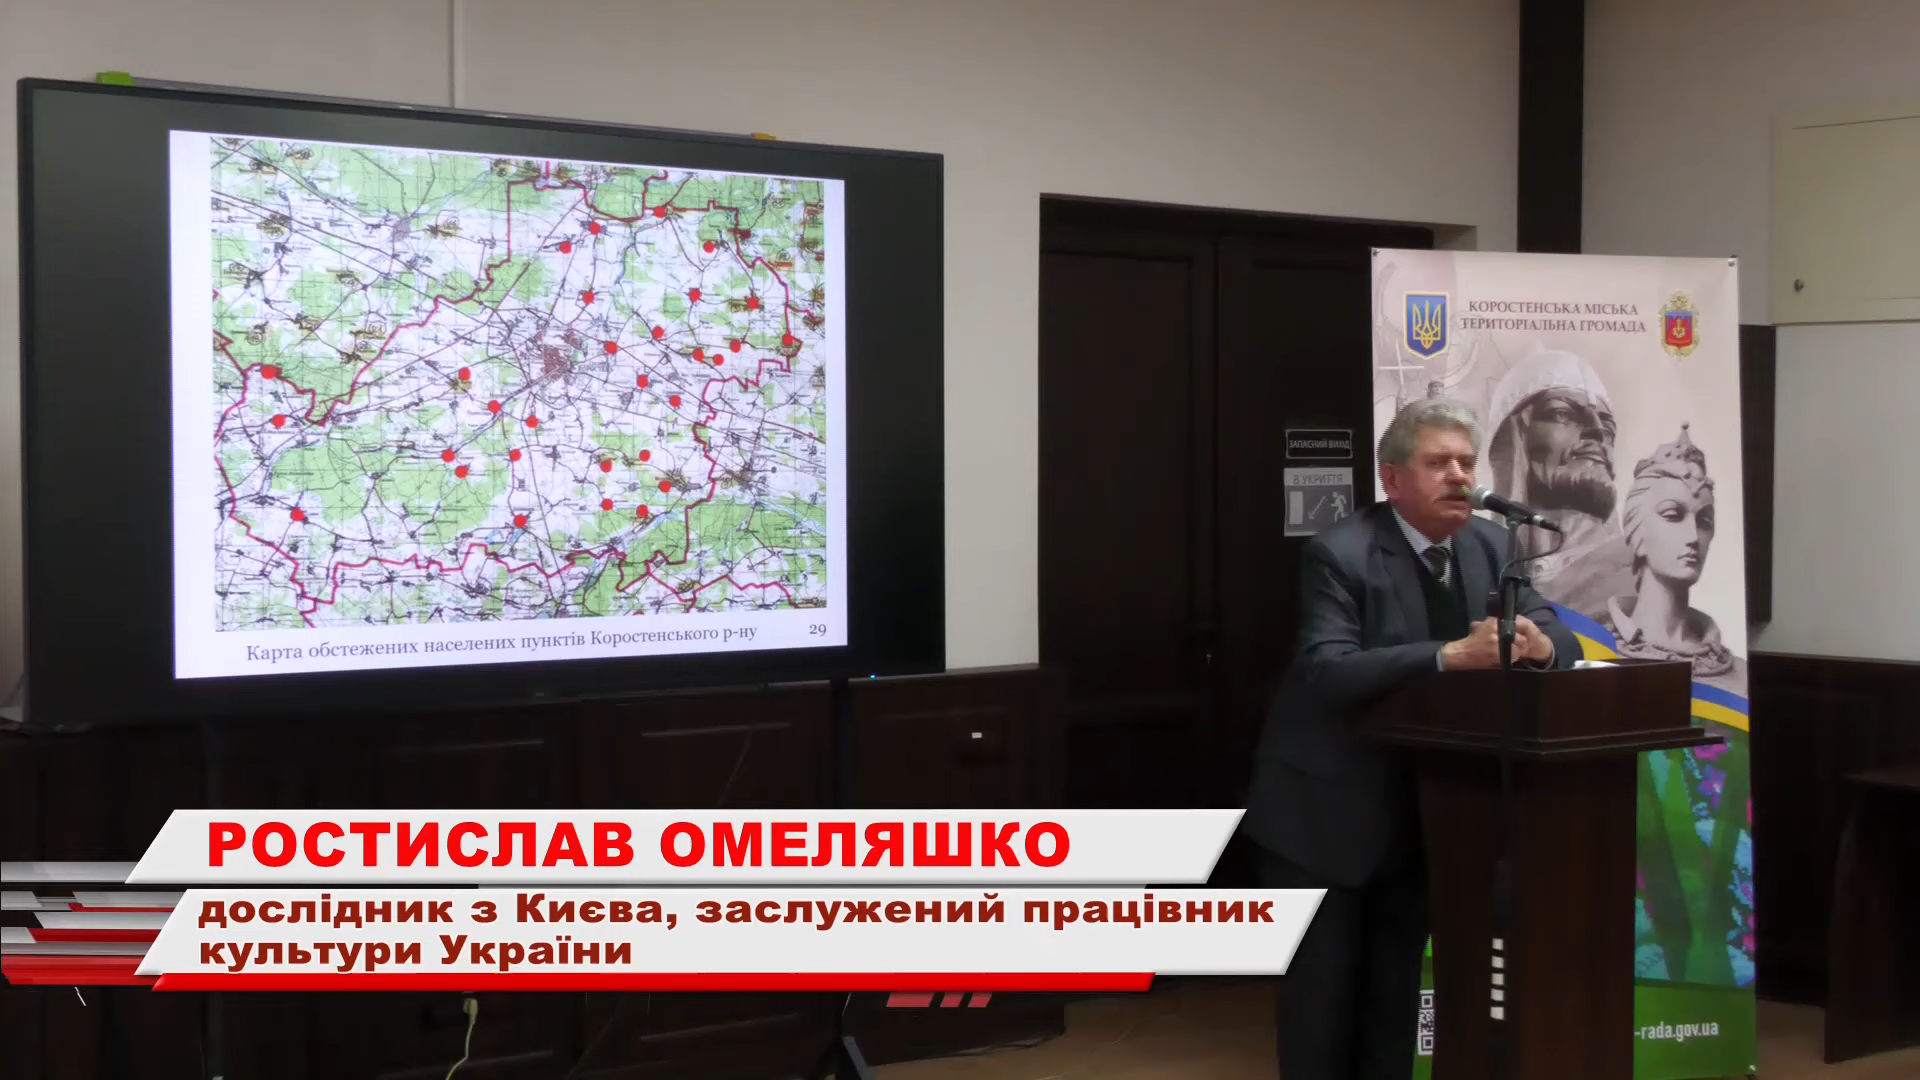 Карта обстежених населених пунктів Коростенського р-ну
29
КОРОСТЕНСЬКА МІСЬКА
ТЕРИТОРІАЛЬНА ГРОМАДА
ЗАПАСНИЙ ВИХІД
В УКРИТТЯ
РОСТИСЛАВ ОМЕЛЯШКО
дослідник з Києва, заслужений працівник
культури України
-rada.gov.ua